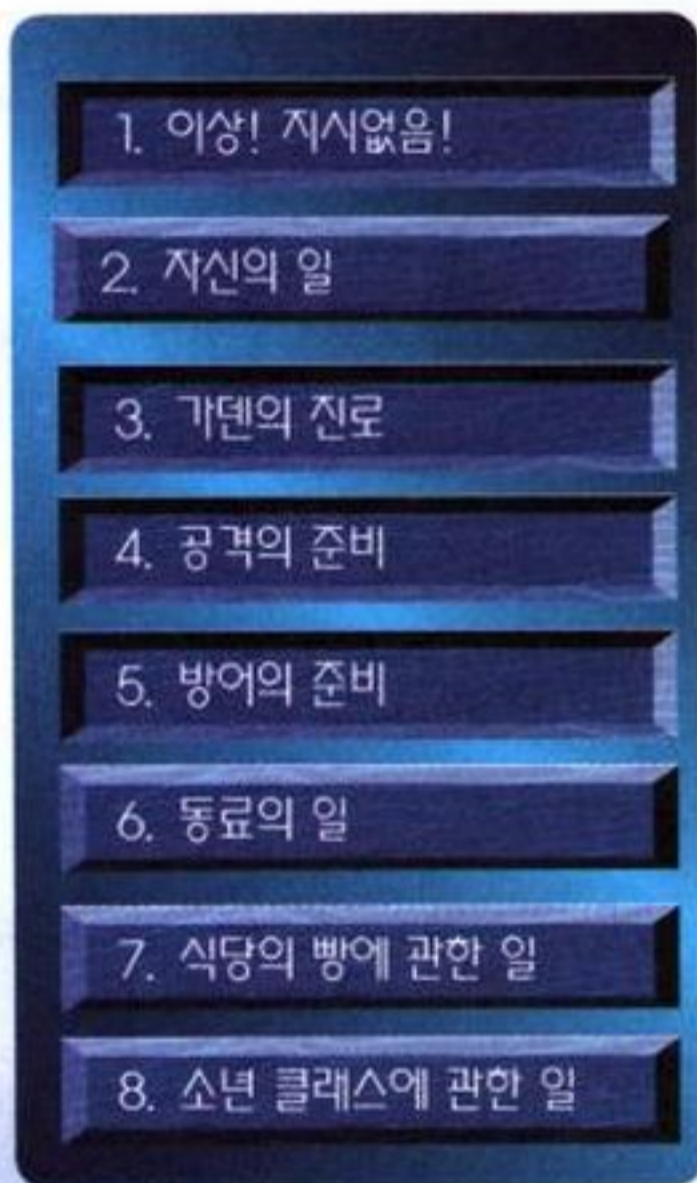 1. 이상! 지시없음!
2. 자신의 일
3. 가덴의 진로
4. 공격의 준비
5. 방어의 준비
6. 동료의 일
7. 식당의 빵에 관한 일
8. 소년 클래스에 관한 일